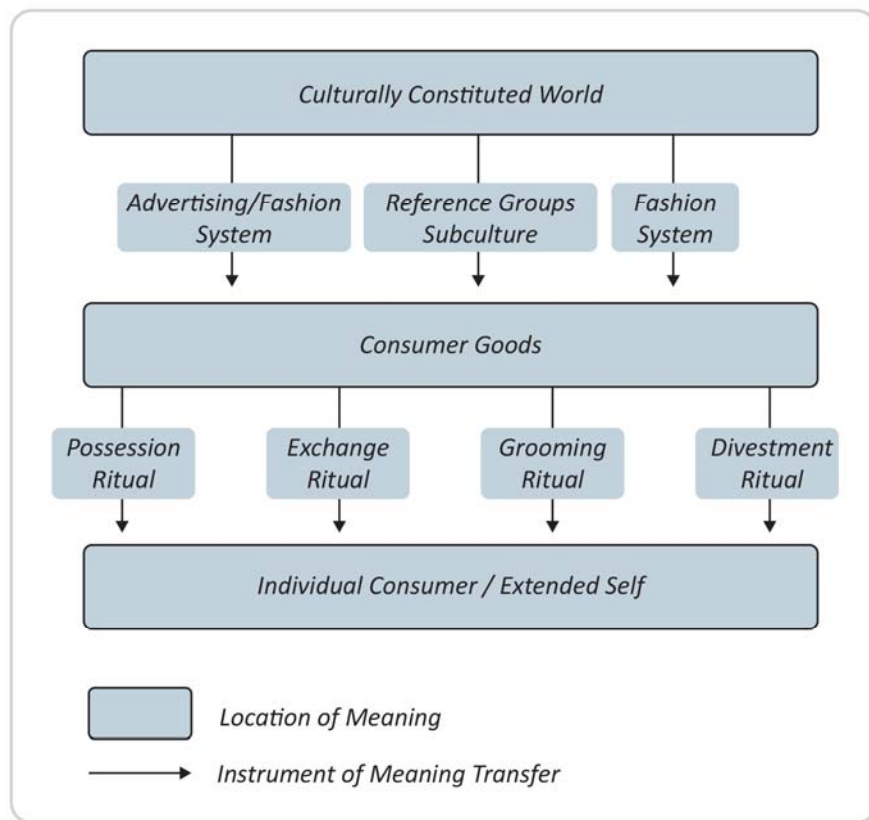 Culturally Constituted World
Advertising/Fashion
System
Reference Groups
Subculture
Fashion
System
Consumer Goods
Possession
Ritual
Exchange
Ritual
Grooming
Ritual
Divestment
Ritual
Individual Consumer / Extended Self
Location of Meaning
Instrument of Meaning Transfer